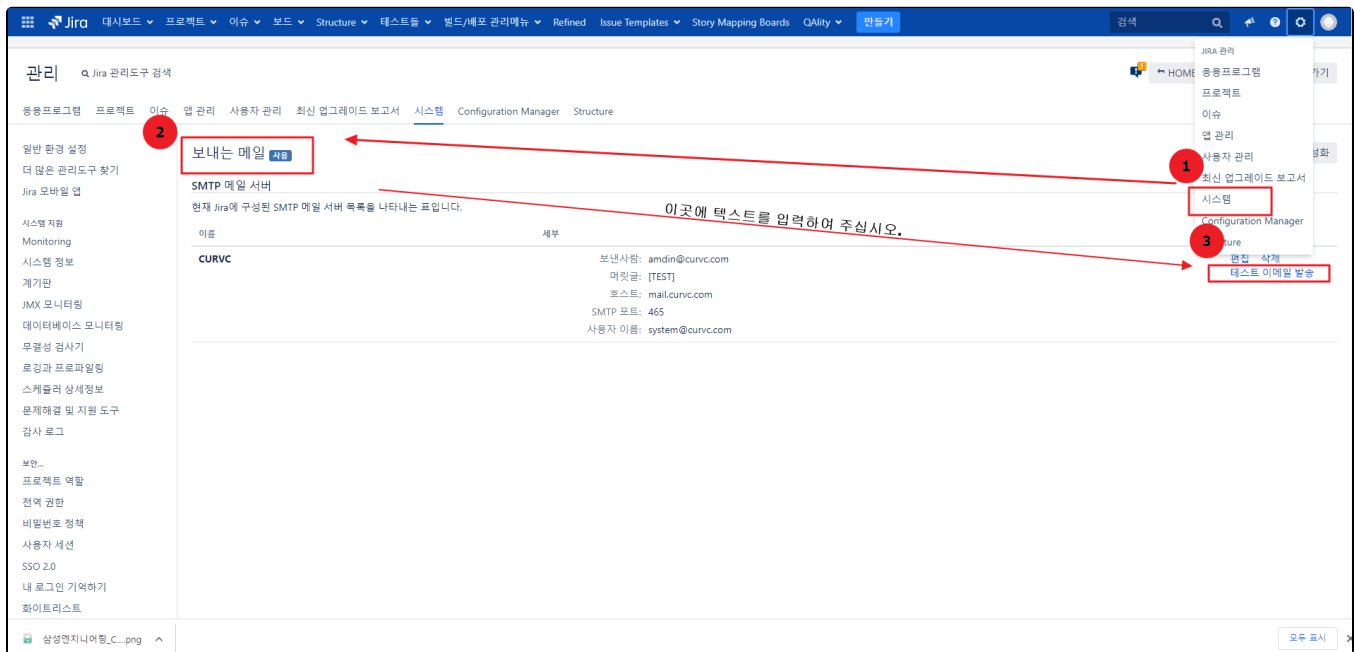 Jira 대시보드 프로젝트 이슈 보드 Structure 테스트들 빌드/배포 관리메뉴 Refined Issue Templates Story Mapping Boards QAlity 만들기 검색
관리 Jira 관리도구 검색
1
HOME
가기
응용프로그램 프로젝트 이슈 앱 관리 사용자 관리 최신 업그레이드 보고서 시스템 Configuration Manager Structure
JIRA 관리
응용프로그램
프로젝트
이슈
앱 관리
사용자 관리
최신 업그레이드 보고서
시스템
Configuration Manager
ture
1
2
3
일반 환경 설정
더 많은 관리도구 찾기
Jira 모바일 앱
시스템 지원
Monitoring
시스템 정보
계기판
JMX 모니터링
데이터베이스 모니터링
무결성 검사기
로깅과 프로파일링
스케쥴러 상세정보
문제해결 및 지원 도구
감사 로그
보안...
프로젝트 역할
전역 권한
비밀번호 정책
사용자 세션
SSO 2.0
내 로그인 기억하기
화이트리스트
보내는 메일 사용
SMTP 메일 서버
현재 Jira에 구성된 SMTP 메일 서버 목록을 나타내는 표입니다.
이곳에 텍스트를 입력하여 주십시오.
이름 세부
CURVC
보낸사람: amdin@curvc.com
머릿글: [TEST]
호스트: mail.curvc.com
SMTP 포트: 465
사용자 이름: system@curvc.com
편집 삭제
테스트 이메일 발송
삼성엔지니어링_C....png
모두 표시